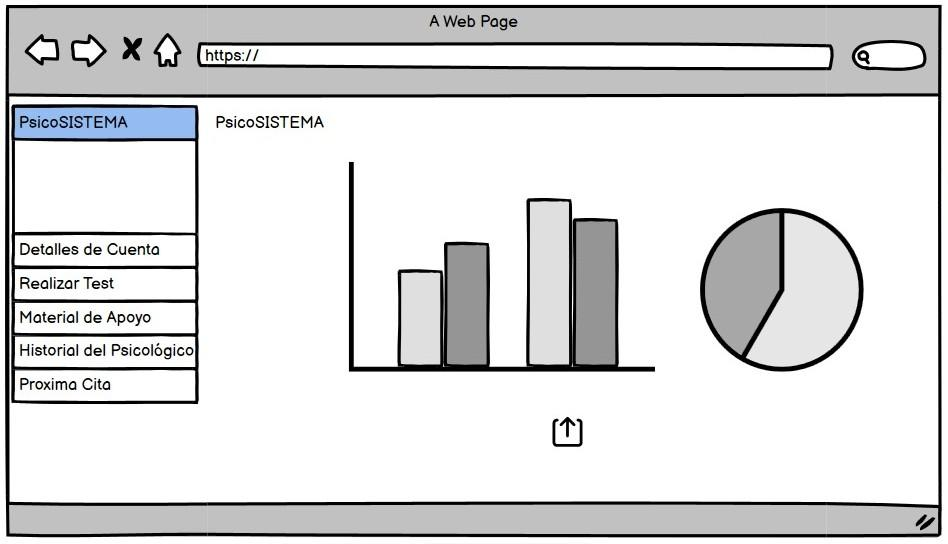 A Web Page
https://
PsicoSISTEMA
PsicoSISTEMA
Detalles de Cuenta
Realizar Test
Material de Apoyo
Historial del Psicológico
Proxima Cita